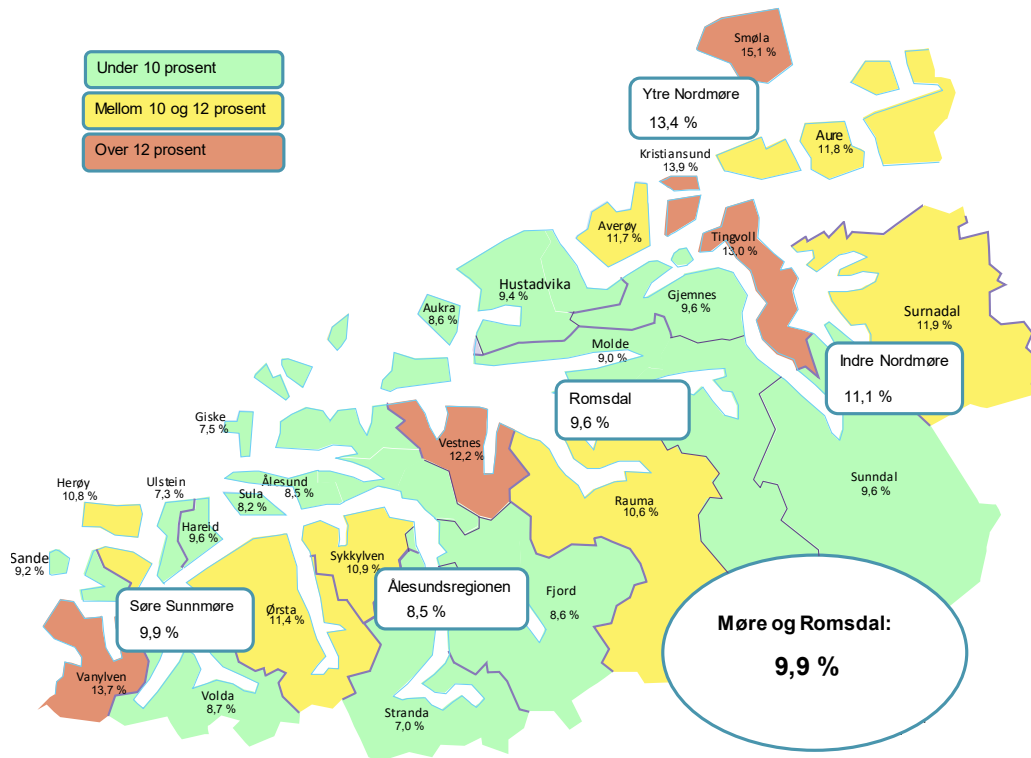 Under 10 prosent
Mellom 10 og 12 prosent
Over 12 prosent
Smøla
15,1 %
Ytre Nordmøre
13,4 %
Aure
11,8 %
Kristiansund
13,9 %
Averøy
11,7 %
Tingvoll
13,0 %
Hustadvika
9,4 %
Gjemnes
9,6 %
Surnadal
11,9 %
Aukra
8,6 %
Molde
9,0 %
Indre Nordmøre
11,1 %
Romsdal
9,6 %
Giske
7,5 %
Vestnes
12,2 %
Sunndal
9,6 %
Rauma
10,6 %
Herøy
10,8 %
Ulstein
7,3 %
Ålesund
8,5 %
Sula
8,2 %
Hareid
9,6 %
Sande
9,2 %
Sykkylven
10,9 %
Ålesundsregionen
8,5 %
Fjord
8,6 %
Søre Sunnmøre
9,9 %
Ørsta
11,4 %
Møre og Romsdal:
9,9 %
Vanylven
13,7 %
Volda
8,7 %
Stranda
7,0 %